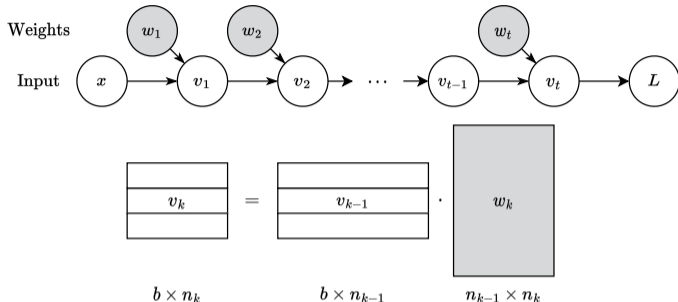 Weights w₁ w₂ wₜ
Input x v₁ v₂ ⋯ vₜ₋₁ vₜ L
vₖ = vₖ₋₁ · wₖ
b × nₖ b × nₖ₋₁ nₖ₋₁ × nₖ